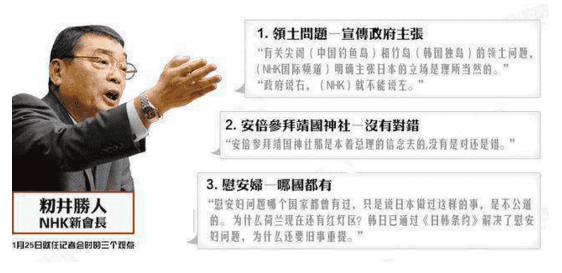 1. 領土問題—宣傳政府主張
“有关尖阁（中国钓鱼岛）和竹岛（韩国独岛）的领土问题,
（NHK国际频道）明确主张日本的立场是理所当然的。”
“政府说右,（NHK）就不能说左。”
2. 安倍參拜靖國神社—沒有對錯
“安倍参拜靖国神社那是本着总理的信念去的,没有是对还是错。”
3. 慰安婦—哪國都有
“慰安妇问题哪个国家都曾有过, 只是说日本做过这样的事, 是不公道
的。 为什么荷兰现在还有红灯区? 韩日已通过《日韩条约》解决了慰安
妇问题, 为什么还要旧事重提。”
籾井勝人
NHK新會長
1月25日就任记者会时的三个观点